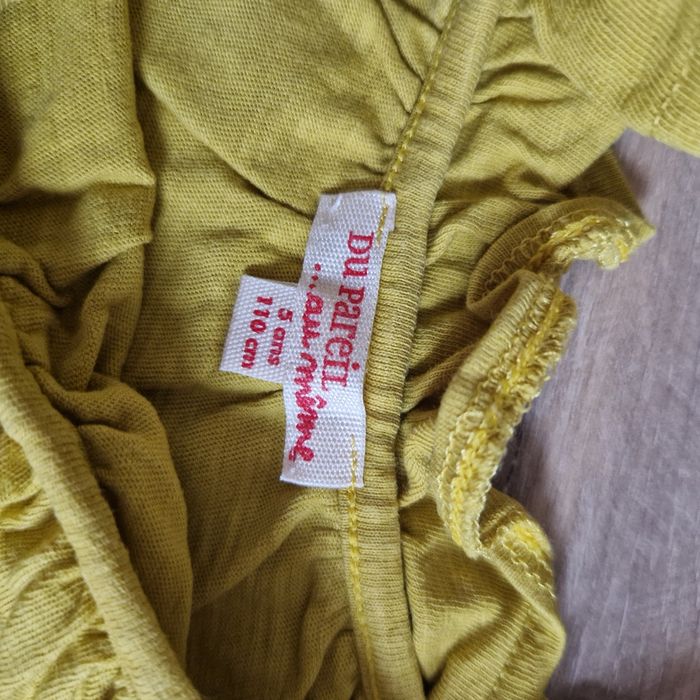 DU PAREIL
...au même
5 ans
110 cm